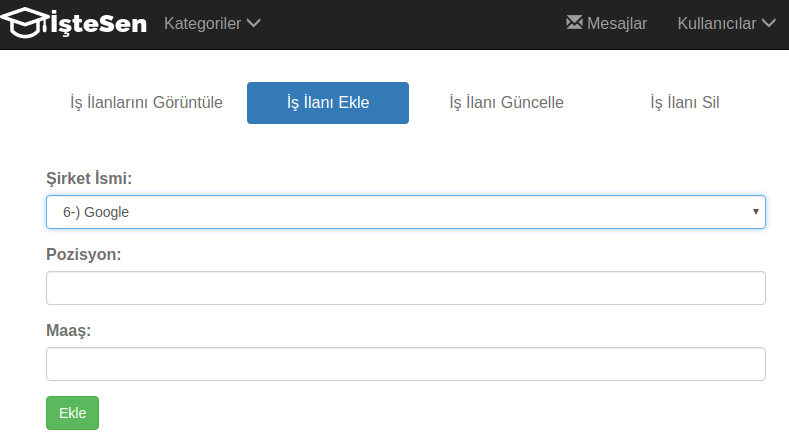 İşteSen Kategoriler Mesajlar Kullanıcılar
İş İlanlarını Görüntüle İş İlanı Ekle İş İlanı Güncelle İş İlanı Sil
Şirket İsmi:
6-) Google
Pozisyon:
Maaş:
Ekle